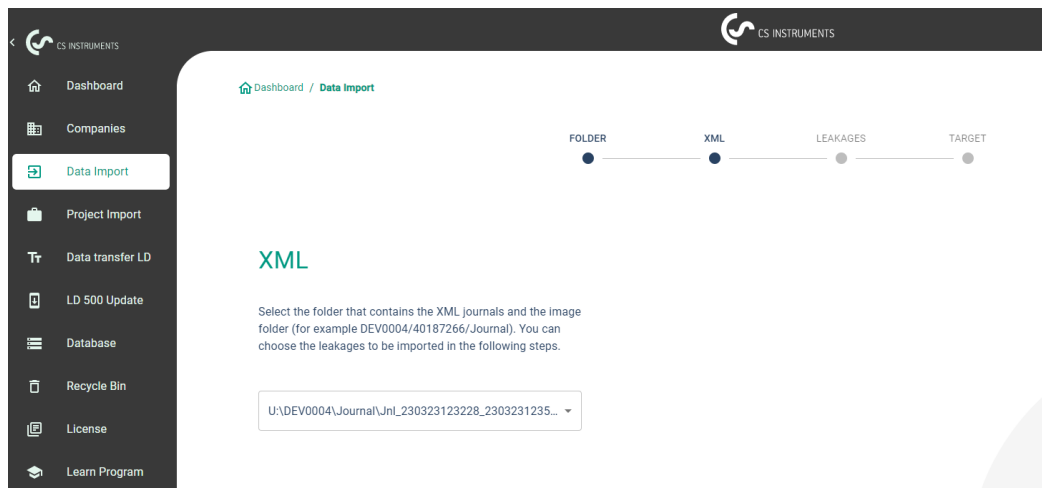 CS INSTRUMENTS
CS INSTRUMENTS
Dashboard
Companies
Data Import
Project Import
Data transfer LD
LD 500 Update
Database
Recycle Bin
License
Learn Program
Dashboard / Data Import
FOLDER XML LEAKAGES TARGET
XML
Select the folder that contains the XML journals and the image
folder (for example DEV0004/40187266/Journal). You can
choose the leakages to be imported in the following steps.
U:\DEV0004\Journal\Jnl_230323123228_2303231235...